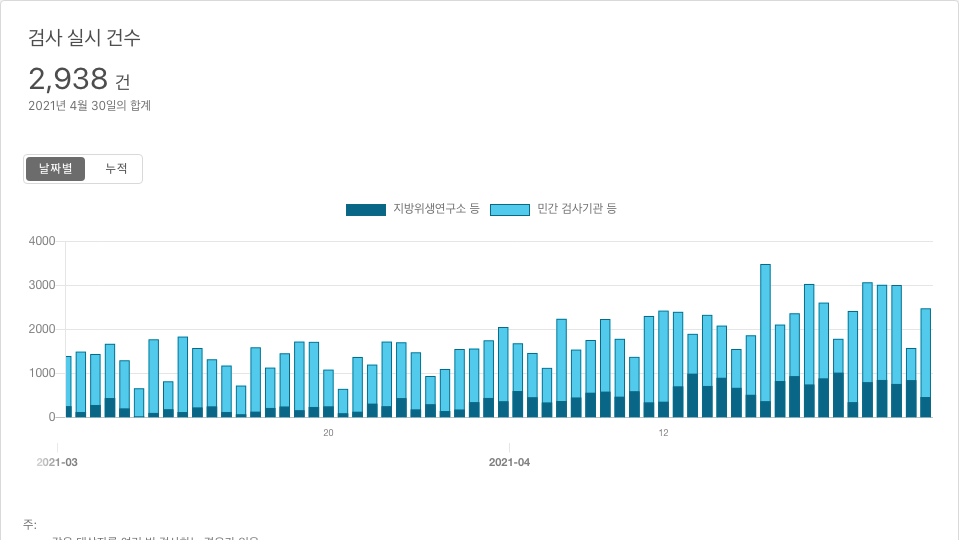 검사 실시 건수
2,938 건
2021년 4월 30일의 합계
날짜별 누적
지방위생연구소 등 민간 검사기관 등
4000
3000
2000
1000
0
20 12
2021-03 2021-04
주: